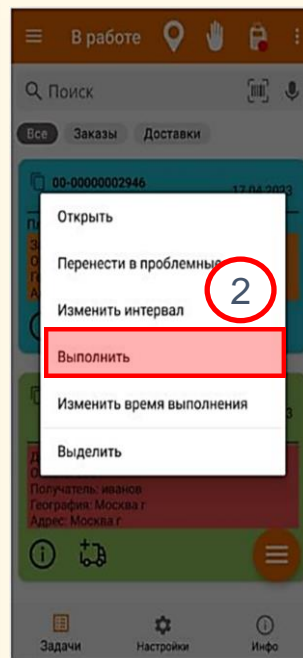 В работе
Поиск
Все Заказы Доставки
00-00000002946
17.04.2023
Открыть
Перенести в проблемные
2
Изменить интервал
Выполнить
Изменить время выполнения
Выделить
Получатель: иванов
География: Москва г
Адрес: Москва г
Задачи Настройки Инфо